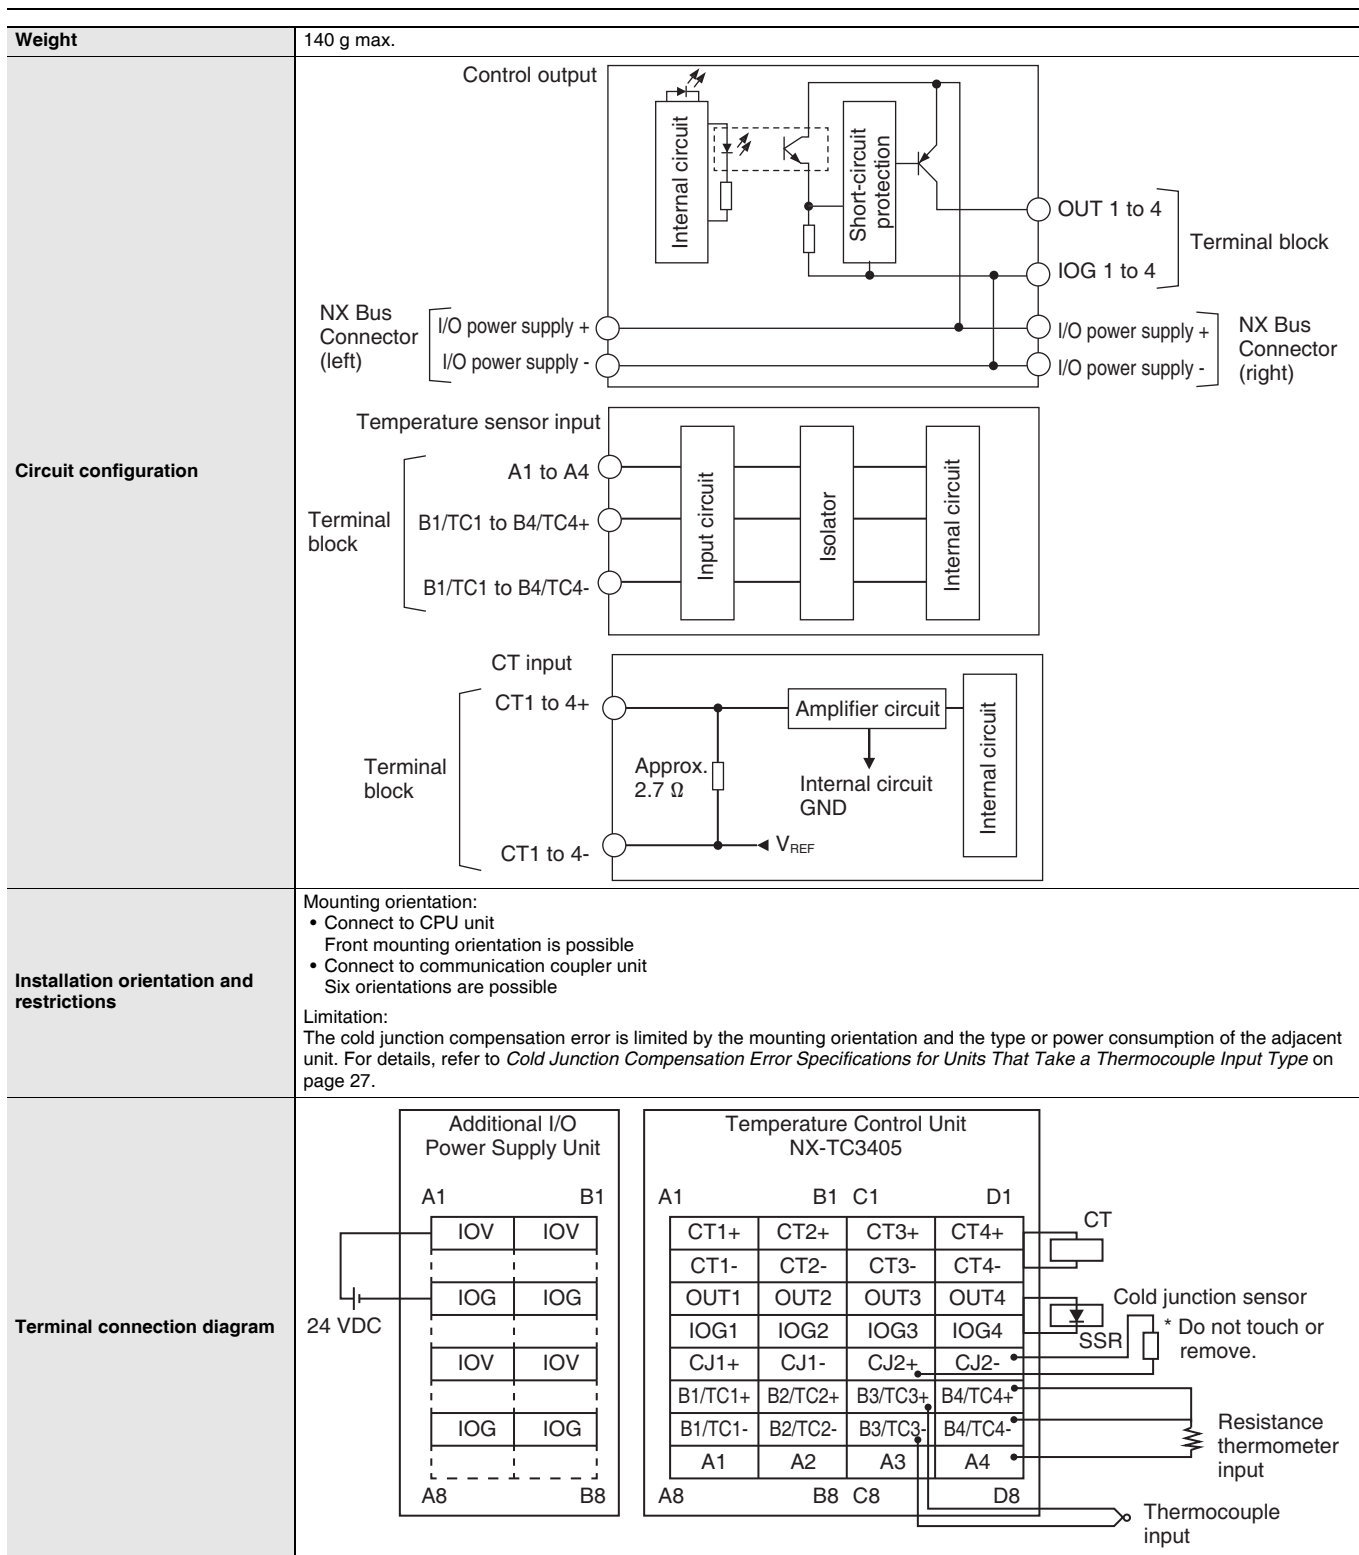 Weight
140 g max.
Circuit configuration
Control output
Internal circuit
Short-circuit
protection
OUT 1 to 4
IOG 1 to 4
Terminal block
NX Bus
Connector
(left)
I/O power supply +
I/O power supply -
I/O power supply +
I/O power supply -
NX Bus
Connector
(right)
Temperature sensor input
Terminal
block
A1 to A4
B1/TC1 to B4/TC4+
B1/TC1 to B4/TC4-
Input circuit
Isolator
Internal circuit
CT input
Terminal
block
CT1 to 4+
CT1 to 4-
Approx.
2.7 Ω
Amplifier circuit
Internal circuit
GND
VREF
Internal circuit
Installation orientation and
restrictions
Mounting orientation:
• Connect to CPU unit
Front mounting orientation is possible
• Connect to communication coupler unit
Six orientations are possible
Limitation:
The cold junction compensation error is limited by the mounting orientation and the type or power consumption of the adjacent
unit. For details, refer to Cold Junction Compensation Error Specifications for Units That Take a Thermocouple Input Type on
page 27.
Terminal connection diagram
Additional I/O
Power Supply Unit
A1 B1
IOV IOV
IOG IOG
IOV IOV
IOG IOG
A8 B8
24 VDC
Temperature Control Unit
NX-TC3405
A1 B1 C1 D1
CT1+ CT2+ CT3+ CT4+
CT1- CT2- CT3- CT4-
OUT1 OUT2 OUT3 OUT4
IOG1 IOG2 IOG3 IOG4
CJ1+ CJ1- CJ2+ CJ2-
B1/TC1+ B2/TC2+ B3/TC3+ B4/TC4+
B1/TC1- B2/TC2- B3/TC3- B4/TC4-
A1 A2 A3 A4
A8 B8 C8 D8
CT
SSR
Cold junction sensor
* Do not touch or
remove.
Resistance
thermometer
input
Thermocouple
input